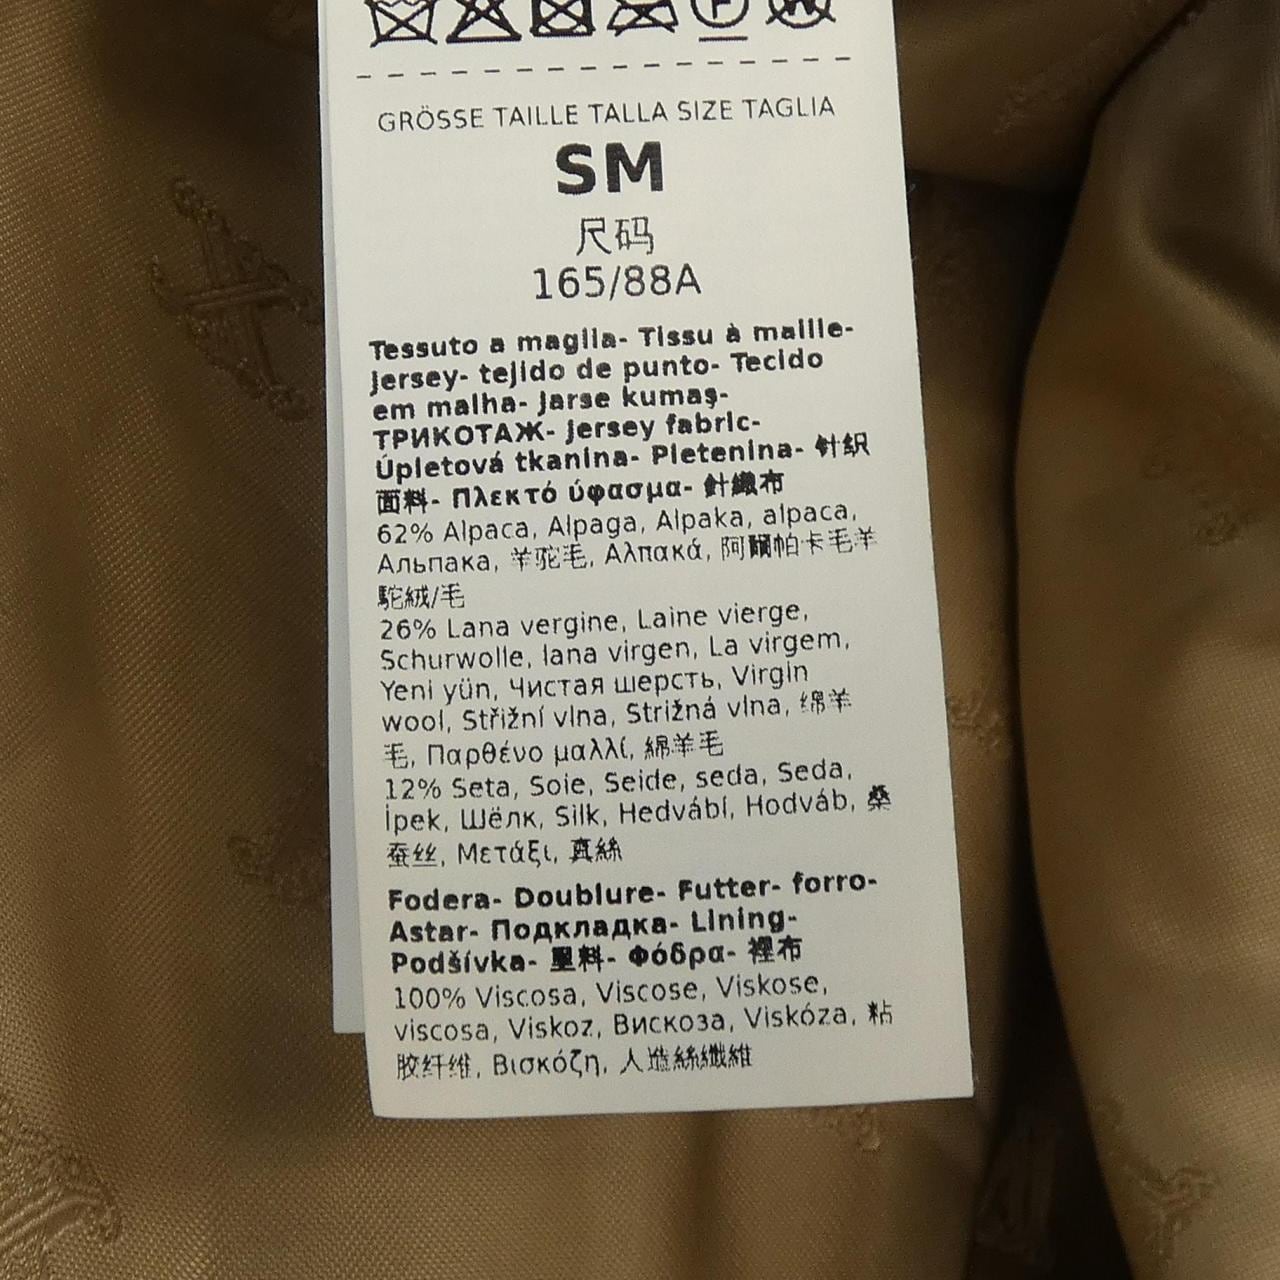 GRÖSSE TAILLE TALLA SIZE TAGLIA
SM
尺码
165/88A
Tessuto a maglia- Tissu à maille-
Jersey- tejido de punto- Tecido
em malha- Jarse kumaş-
ТРИКОТАЖ- Jersey fabric-
Úpletová tkanina- Pletenina- 针织
面料- Πλεκτό ύφασμα- 針織布
62% Alpaca, Alpaga, Alpaka, alpaca,
Альпака, 羊驼毛, Αλπακά, 阿爾帕卡毛羊
駝絨/毛
26% Lana vergine, Laine vierge,
Schurwolle, lana virgen, La virgem,
Yeni yün, Чистая шерсть, Virgin
wool, Střižní vlna, Strižná vlna, 绵羊
毛, Παρθένο μαλλί, 綿羊毛
12% Seta, Soie, Seide, seda, Seda,
İpek, Шёлк, Silk, Hedvábí, Hodváb, 桑
蚕丝, Μετάξι, 真絲
Fodera- Doublure- Futter- forro-
Astar- Подкладка- Lining-
Podšívka- 里料- Φόδρα- 裡布
100% Viscosa, Viscose, Viskose,
viscosa, Viskoz, Вискоза, Viskóza, 粘
胶纤维, Βισκόζη, 人造絲纖維